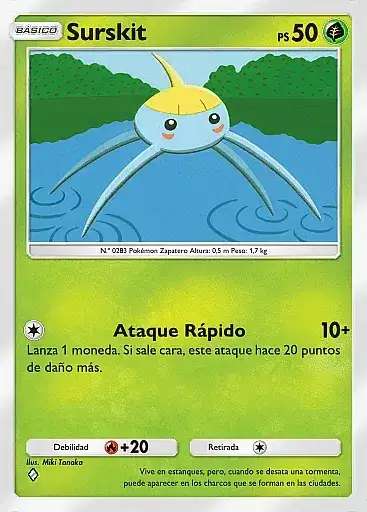 BÁSICO Surskit PS 50
N.º 0283 Pokémon Zapatero Altura: 0,5 m Peso: 1,7 kg
Ataque Rápido 10+
Lanza 1 moneda. Si sale cara, este ataque hace 20 puntos
de daño más.
Debilidad +20 Retirada
Ilus. Miki Tanaka
Vive en estanques, pero, cuando se desata una tormenta,
puede aparecer en los charcos que se forman en las ciudades.